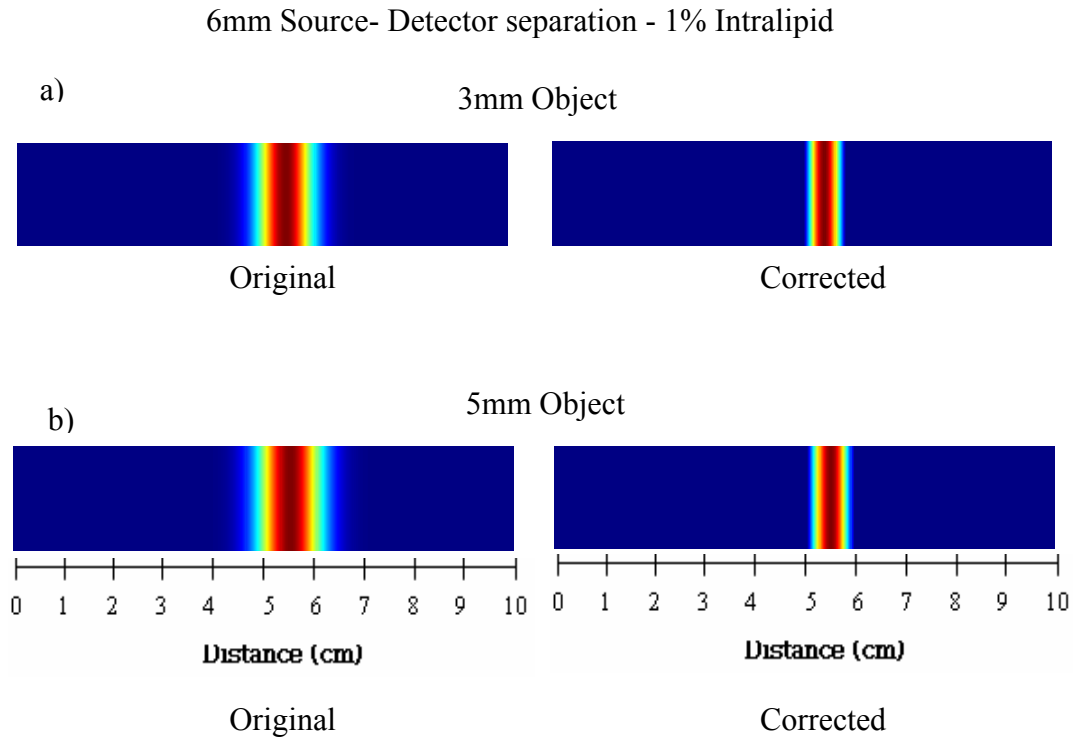 6mm Source- Detector separation - 1% Intralipid
a)
3mm Object
Original Corrected
b)
5mm Object
0 1 2 3 4 5 6 7 8 9 10 0 1 2 3 4 5 6 7 8 9 10
Distance (cm) Distance (cm)
Original Corrected